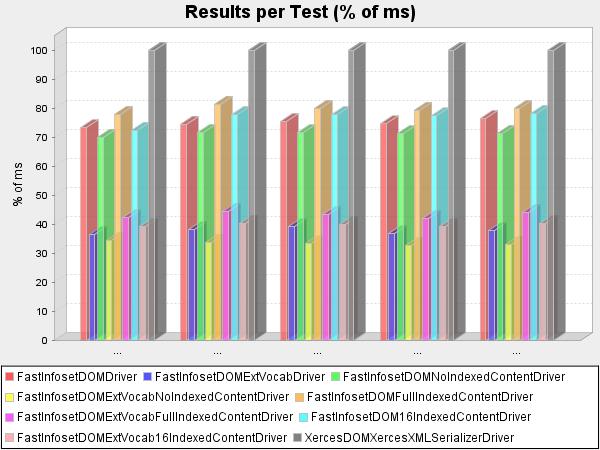 Results per Test (% of ms)
100
90
80
70
60
50
40
30
20
10
0
% of ms
... ... ... ... ...
FastInfosetDOMDriver FastInfosetDOMExtVocabDriver FastInfosetDOMNoIndexedContentDriver
FastInfosetDOMExtVocabNoIndexedContentDriver FastInfosetDOMFullIndexedContentDriver
FastInfosetDOMExtVocabFullIndexedContentDriver FastInfosetDOM16IndexedContentDriver
FastInfosetDOMExtVocab16IndexedContentDriver XercesDOMXercesXMLSerializerDriver